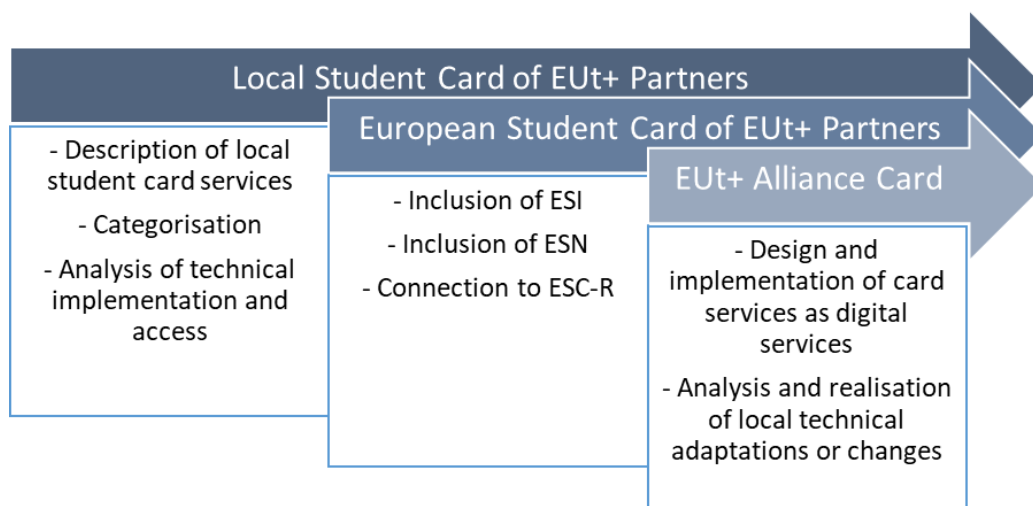 Local Student Card of EUt+ Partners
- Description of local
student card services
- Categorisation
- Analysis of technical
implementation and
access
European Student Card of EUt+ Partners
- Inclusion of ESI
- Inclusion of ESN
- Connection to ESC-R
EUt+ Alliance Card
- Design and
implementation of card
services as digital
services
- Analysis and realisation
of local technical
adaptations or changes